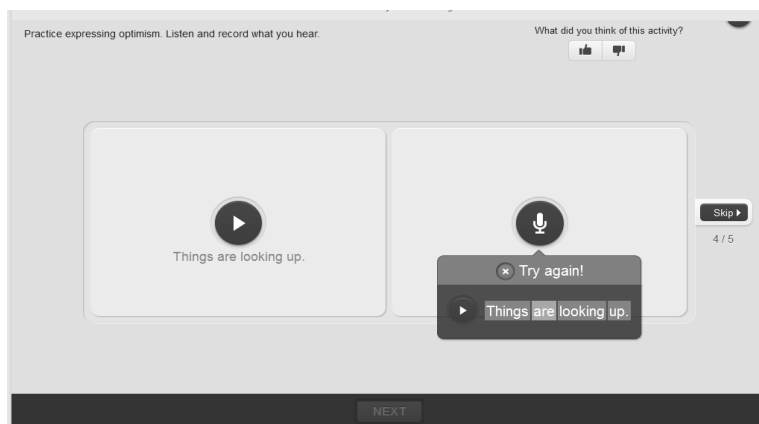 Practice expressing optimism. Listen and record what you hear.
What did you think of this activity?
Things are looking up.
Try again!
Things are looking up.
Skip
4 / 5
NEXT